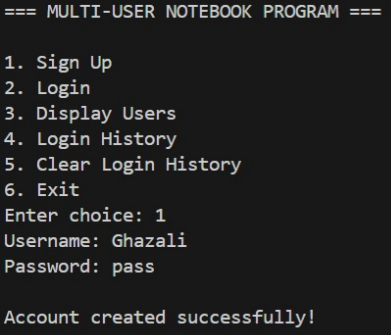 === MULTI-USER NOTEBOOK PROGRAM ===
1. Sign Up
2. Login
3. Display Users
4. Login History
5. Clear Login History
6. Exit
Enter choice: 1
Username: Ghazali
Password: pass
Account created successfully!